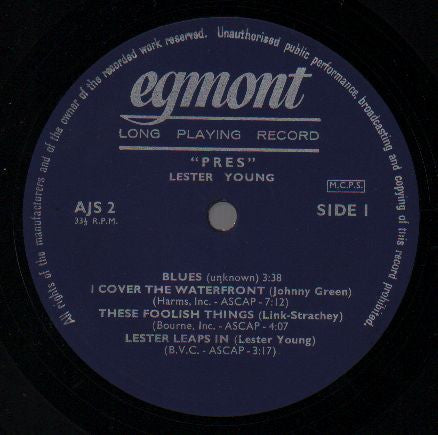 All rights of the manufacturers and of the owner of the recorded work reserved. Unauthorised public performance, broadcasting and copying of this record prohibited.
egmont
LONG PLAYING RECORD
"PRES"
LESTER YOUNG
M.C.P.S.
AJS 2
SIDE 1
33⅓ R.P.M.
BLUES (unknown) 3:38
I COVER THE WATERFRONT (Johnny Green)
(Harms, Inc. - ASCAP - 7:12)
THESE FOOLISH THINGS (Link-Strachey)
(Bourne, Inc. - ASCAP - 4:07
LESTER LEAPS IN (Lester Young)
(B.V.C. - ASCAP - 3:17)